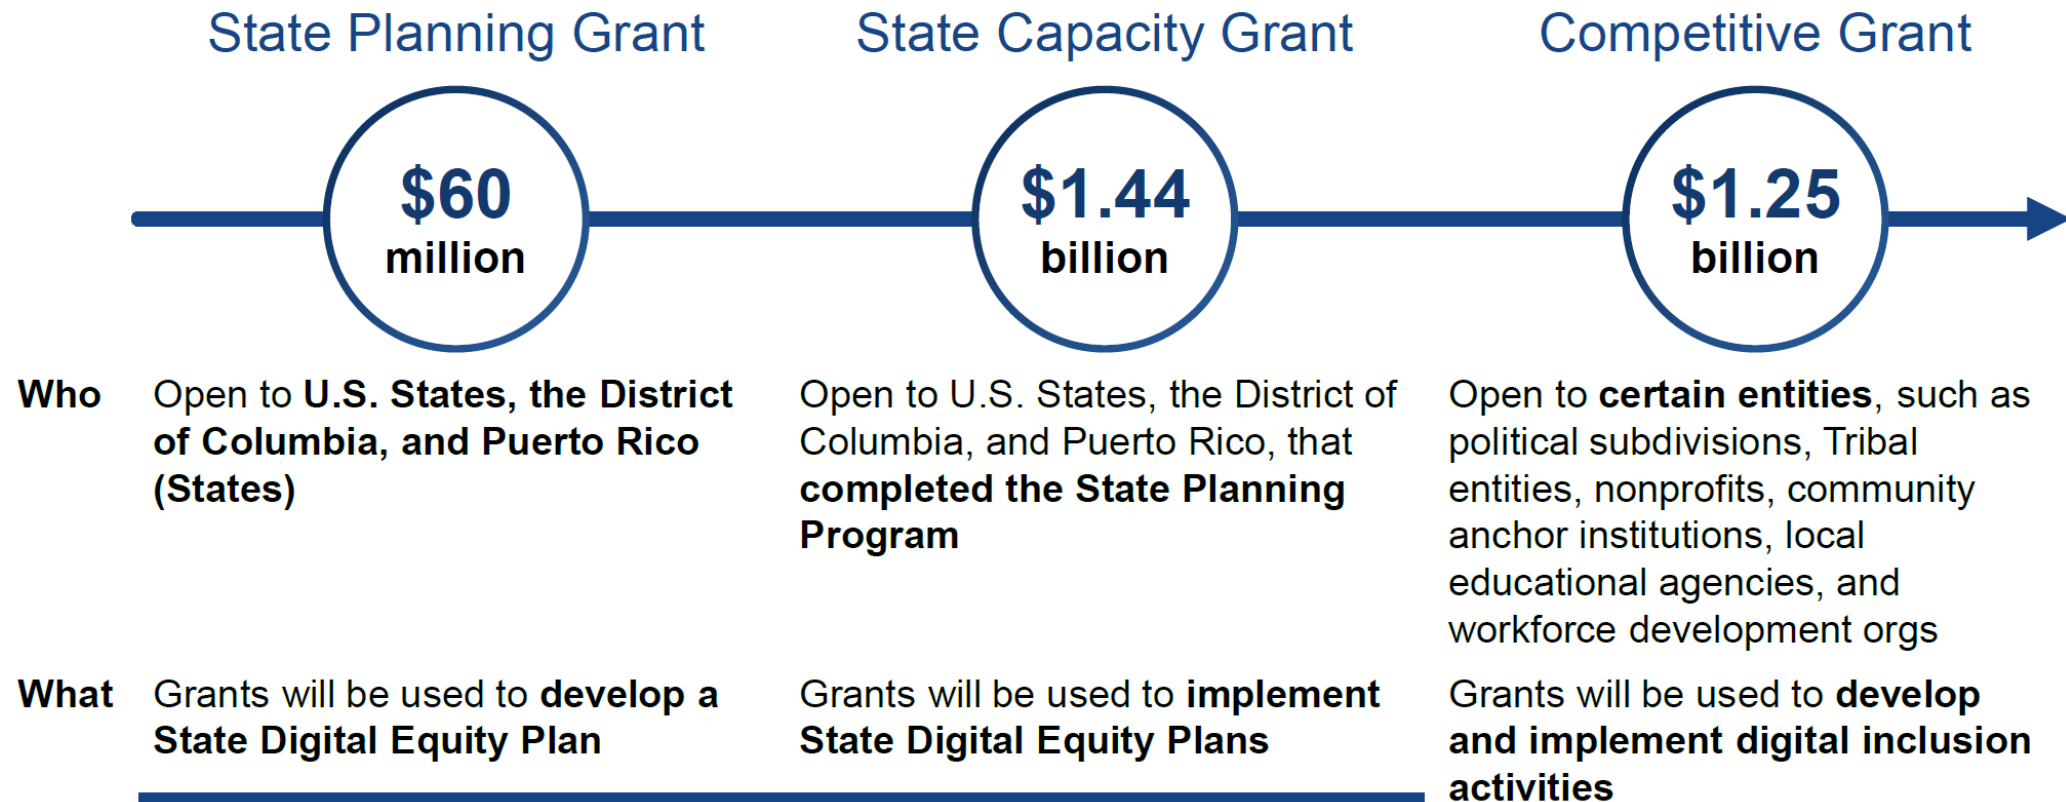 State Planning Grant
State Capacity Grant
Competitive Grant
$60
million
$1.44
billion
$1.25
billion
Who
Open to U.S. States, the District
of Columbia, and Puerto Rico
(States)
Open to U.S. States, the District of
Columbia, and Puerto Rico, that
completed the State Planning
Program
Open to certain entities, such as
political subdivisions, Tribal
entities, nonprofits, community
anchor institutions, local
educational agencies, and
workforce development orgs
What
Grants will be used to develop a
State Digital Equity Plan
Grants will be used to implement
State Digital Equity Plans
Grants will be used to develop
and implement digital inclusion
activities